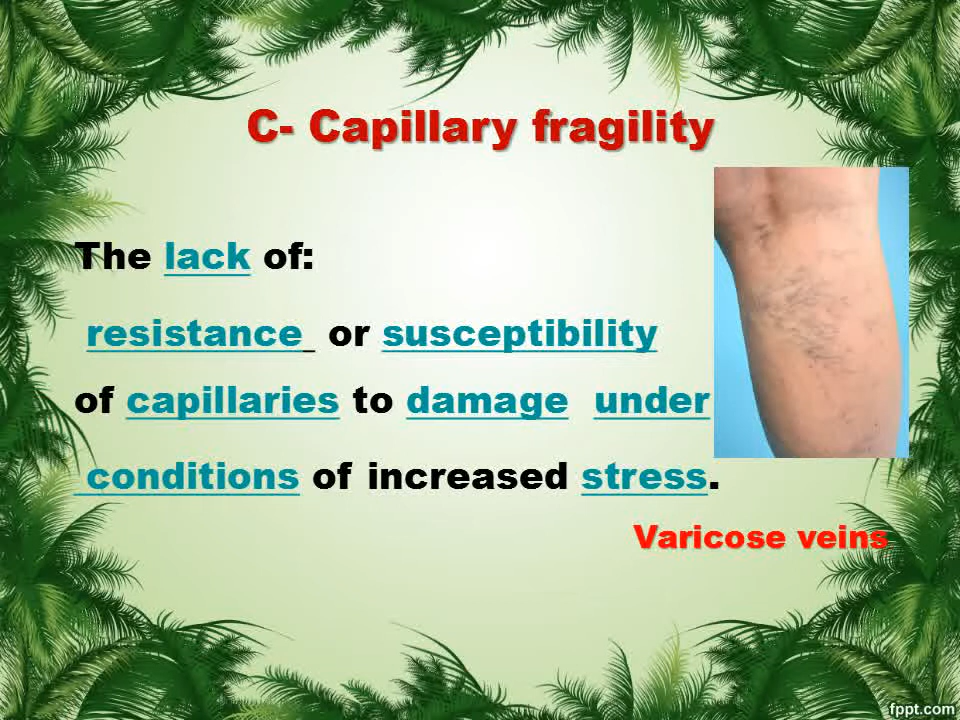 C- Capillary fragility
The lack of:
resistance_ or susceptibility
of capillaries to damage under
conditions of increased stress.
Varicose veins
fppt.com